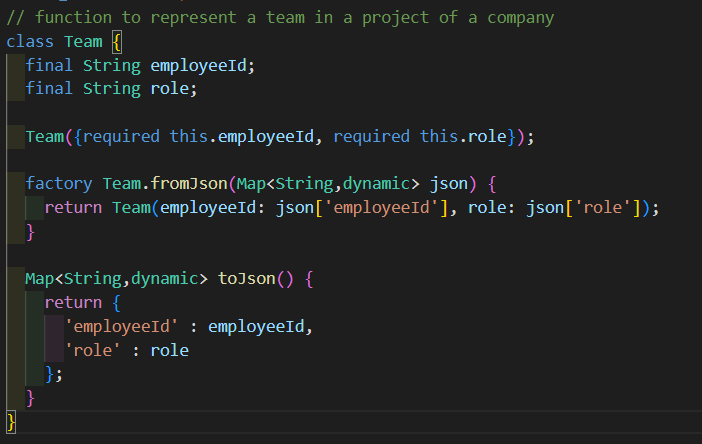 // function to represent a team in a project of a company
class Team {
  final String employeeId;
  final String role;

  Team({required this.employeeId, required this.role});

  factory Team.fromJson(Map<String,dynamic> json) {
    return Team(employeeId: json['employeeId'], role: json['role']);
  }

  Map<String,dynamic> toJson() {
    return {
      'employeeId' : employeeId,
      'role' : role
    };
  }
}